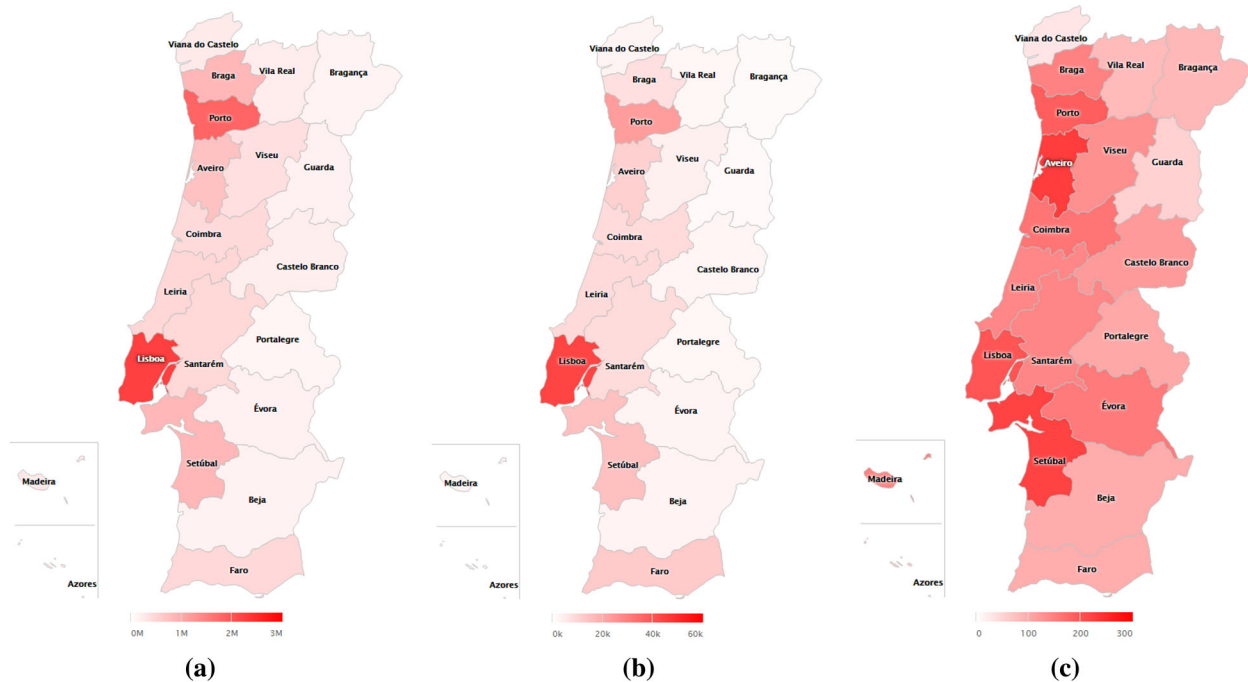 Viana do Castelo
Braga
Vila Real
Bragança
Porto
Aveiro
Viseu
Guarda
Coimbra
Castelo Branco
Leiria
Portalegre
Lisboa
Santarém
Évora
Setúbal
Madeira
Beja
Azores
Faro
0M 1M 2M 3M
(a)
Viana do Castelo
Braga
Vila Real
Bragança
Porto
Aveiro
Viseu
Guarda
Coimbra
Castelo Branco
Leiria
Portalegre
Lisboa
Santarém
Évora
Setúbal
Madeira
Beja
Azores
Faro
0k 20k 40k 60k
(b)
Viana do Castelo
Braga
Vila Real
Bragança
Porto
Aveiro
Viseu
Guarda
Coimbra
Castelo Branco
Leiria
Portalegre
Lisboa
Santarém
Évora
Setúbal
Madeira
Beja
Azores
Faro
0 100 200 300
(c)